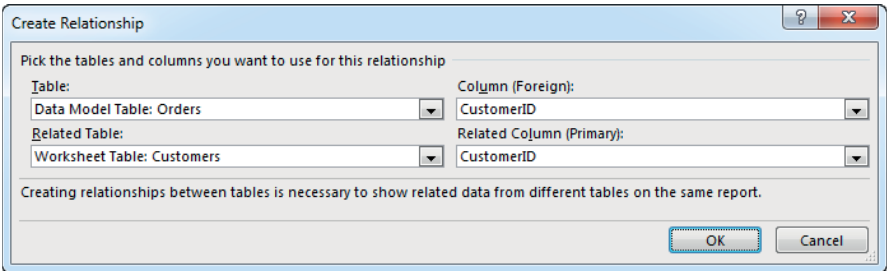 Create Relationship
Pick the tables and columns you want to use for this relationship
Table:
Column (Foreign):
Data Model Table: Orders
CustomerID
Related Table:
Related Column (Primary):
Worksheet Table: Customers
CustomerID
Creating relationships between tables is necessary to show related data from different tables on the same report.
OK
Cancel